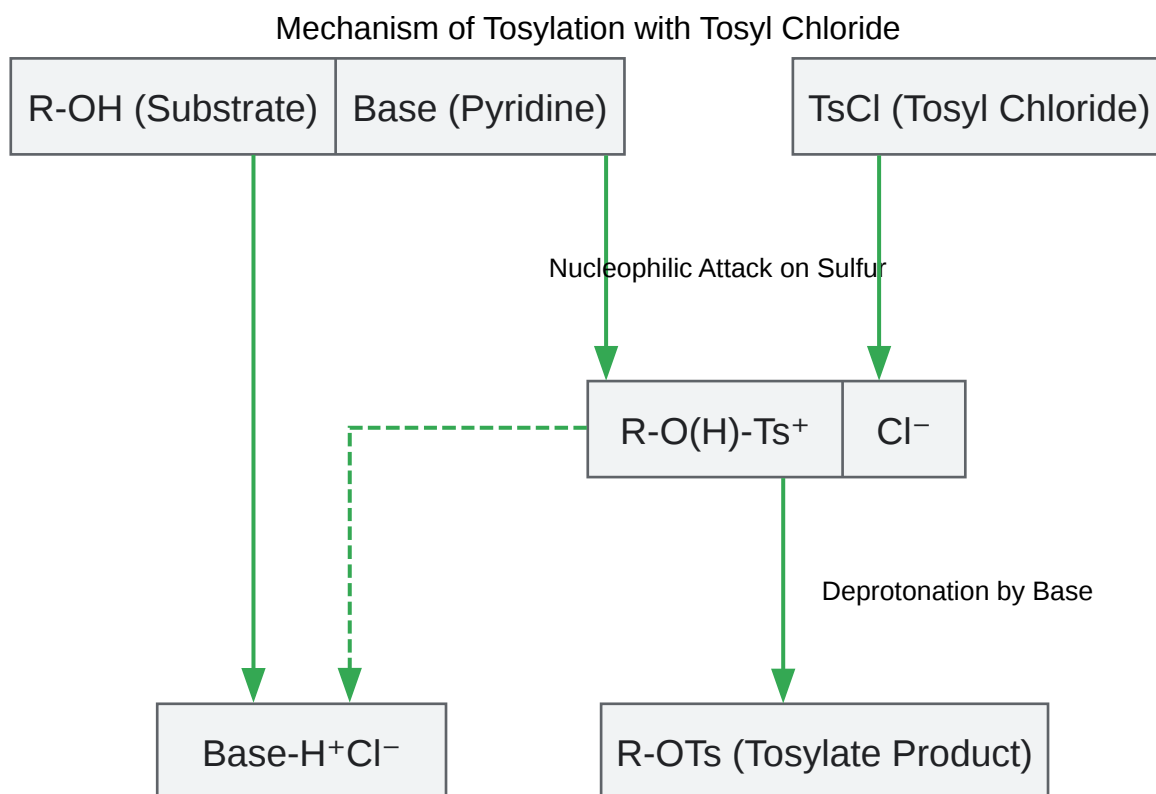 Mechanism of Tosylation with Tosyl Chloride
R-OH (Substrate)
Base (Pyridine)
TsCl (Tosyl Chloride)
Nucleophilic Attack on Sulfur
R-O(H)-Ts⁺
Cl⁻
Deprotonation by Base
Base-H⁺Cl⁻
R-OTs (Tosylate Product)